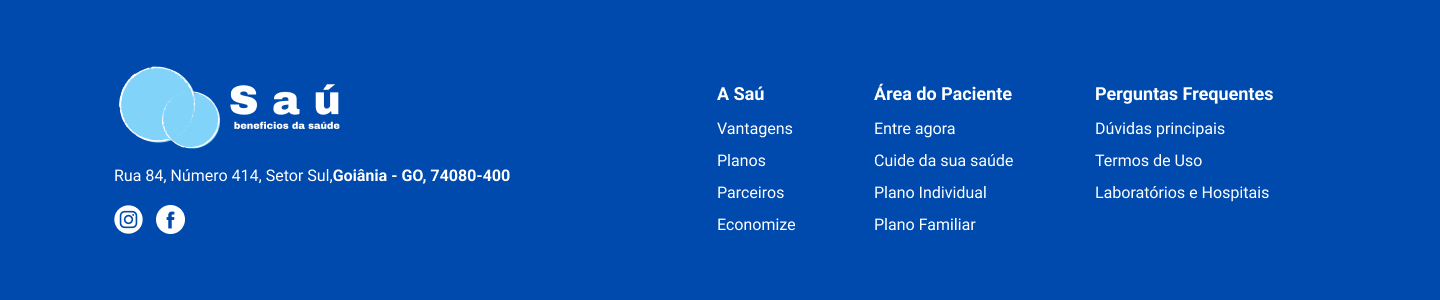 Saú
beneficios da saúde
Rua 84, Número 414, Setor Sul,Goiânia - GO, 74080-400
A Saú
Vantagens
Planos
Parceiros
Economize
Área do Paciente
Entre agora
Cuide da sua saúde
Plano Individual
Plano Familiar
Perguntas Frequentes
Dúvidas principais
Termos de Uso
Laboratórios e Hospitais